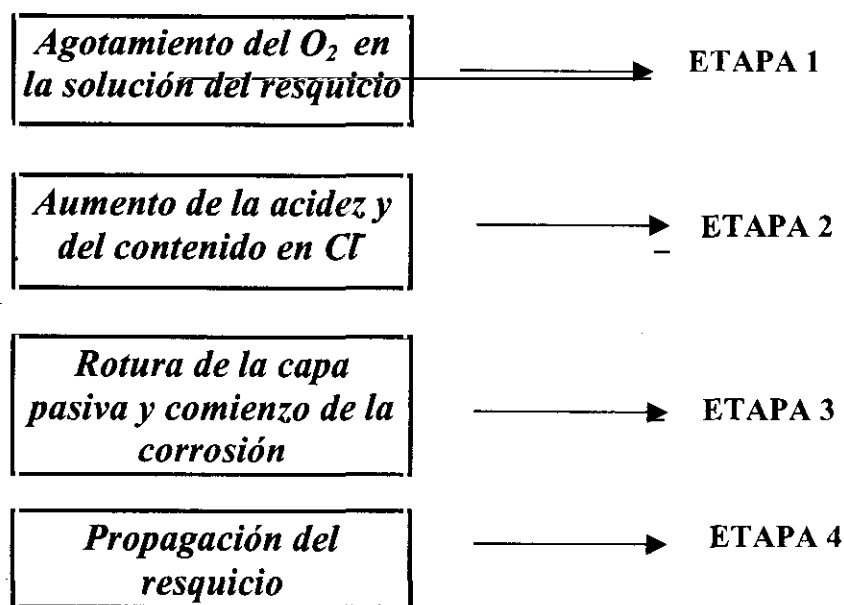 Agotamiento del O₂ en
la solución del resquicio
ETAPA 1
Aumento de la acidez y
del contenido en Cl⁻
ETAPA 2
Rotura de la capa
pasiva y comienzo de la
corrosión
ETAPA 3
Propagación del
resquicio
ETAPA 4